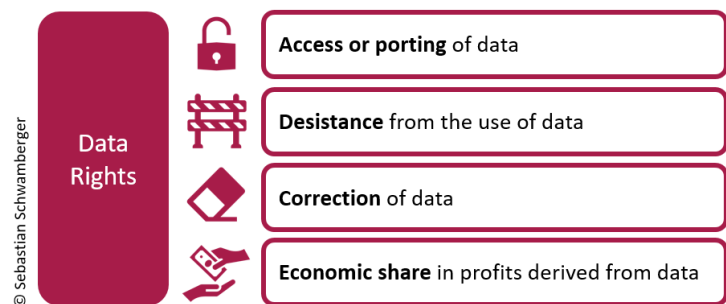 Data
Rights
Access or porting of data
Desistance from the use of data
Correction of data
Economic share in profits derived from data
© Sebastian Schwamberger